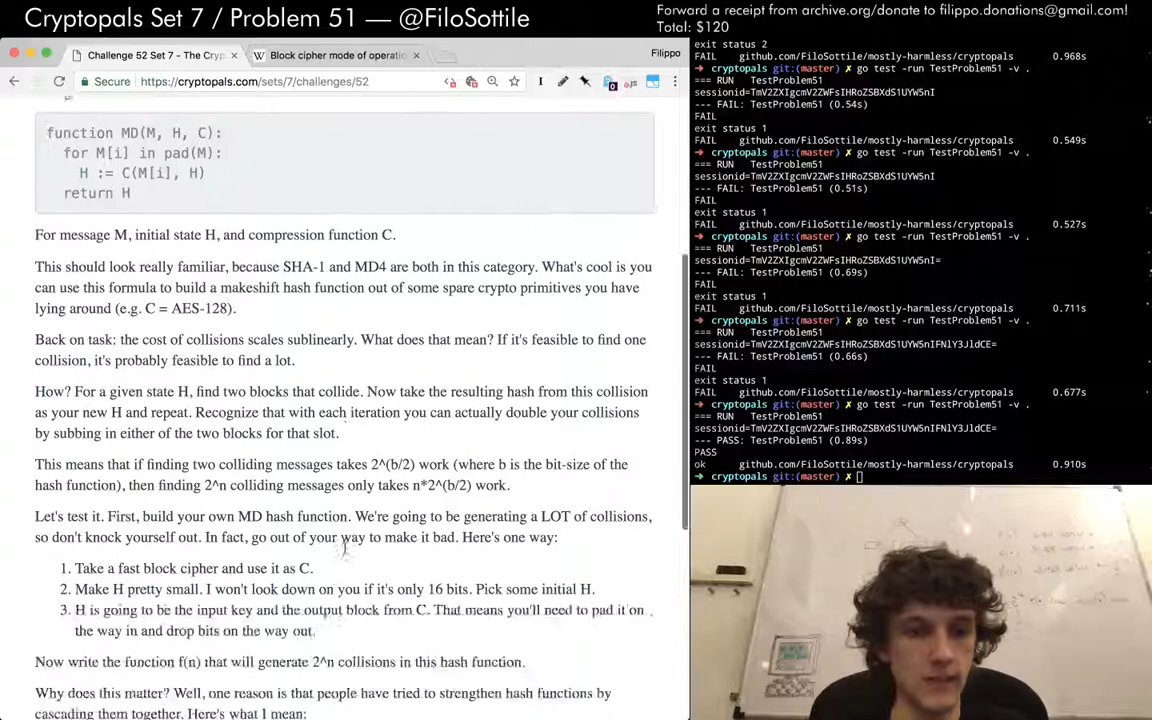 Cryptopals Set 7 / Problem 51 — @FiloSottile
Forward a receipt from archive.org/donate to filippo.donations@gmail.com!
Total: $120
Challenge 52 Set 7 - The Cryp
Block cipher mode of operatio
Filippo
Secure
https://cryptopals.com/sets/7/challenges/52
function MD(M, H, C):
for M[i] in pad(M):
H := C(M[i], H)
return H
For message M, initial state H, and compression function C.
This should look really familiar, because SHA-1 and MD4 are both in this category. What's cool is you
can use this formula to build a makeshift hash function out of some spare crypto primitives you have
lying around (e.g. C = AES-128).
Back on task: the cost of collisions scales sublinearly. What does that mean? If it's feasible to find one
collision, it's probably feasible to find a lot.
How? For a given state H, find two blocks that collide. Now take the resulting hash from this collision
as your new H and repeat. Recognize that with each iteration you can actually double your collisions
by subbing in either of the two blocks for that slot.
This means that if finding two colliding messages takes 2^(b/2) work (where b is the bit-size of the
hash function), then finding 2^n colliding messages only takes n*2^(b/2) work.
Let's test it. First, build your own MD hash function. We're going to be generating a LOT of collisions,
so don't knock yourself out. In fact, go out of your way to make it bad. Here's one way:
1. Take a fast block cipher and use it as C.
2. Make H pretty small. I won't look down on you if it's only 16 bits. Pick some initial H.
3. H is going to be the input key and the output block from C. That means you'll need to pad it on
the way in and drop bits on the way out.
Now write the function f(n) that will generate 2^n collisions in this hash function.
Why does this matter? Well, one reason is that people have tried to strengthen hash functions by
cascading them together. Here's what I mean:
exit status 2
FAIL github.com/FiloSottile/mostly-harmless/cryptopals 0.968s
➜ cryptopals git:(master) ✗ go test -run TestProblem51 -v .
=== RUN TestProblem51
sessionid=TmV2ZXIgcmV2ZWFsIHRoZSBXdS1UYW5nI
--- FAIL: TestProblem51 (0.54s)
FAIL
exit status 1
FAIL github.com/FiloSottile/mostly-harmless/cryptopals 0.549s
➜ cryptopals git:(master) ✗ go test -run TestProblem51 -v .
=== RUN TestProblem51
sessionid=TmV2ZXIgcmV2ZWFsIHRoZSBXdS1UYW5nI
--- FAIL: TestProblem51 (0.51s)
FAIL
exit status 1
FAIL github.com/FiloSottile/mostly-harmless/cryptopals 0.527s
➜ cryptopals git:(master) ✗ go test -run TestProblem51 -v .
=== RUN TestProblem51
sessionid=TmV2ZXIgcmV2ZWFsIHRoZSBXdS1UYW5nI=
--- FAIL: TestProblem51 (0.69s)
FAIL
exit status 1
FAIL github.com/FiloSottile/mostly-harmless/cryptopals 0.711s
➜ cryptopals git:(master) ✗ go test -run TestProblem51 -v .
=== RUN TestProblem51
sessionid=TmV2ZXIgcmV2ZWFsIHRoZSBXdS1UYW5nIFNlY3JldCE=
--- FAIL: TestProblem51 (0.66s)
FAIL
exit status 1
FAIL github.com/FiloSottile/mostly-harmless/cryptopals 0.677s
➜ cryptopals git:(master) ✗ go test -run TestProblem51 -v .
=== RUN TestProblem51
sessionid=TmV2ZXIgcmV2ZWFsIHRoZSBXdS1UYW5nIFNlY3JldCE=
--- PASS: TestProblem51 (0.89s)
PASS
ok github.com/FiloSottile/mostly-harmless/cryptopals 0.910s
➜ cryptopals git:(master) ✗